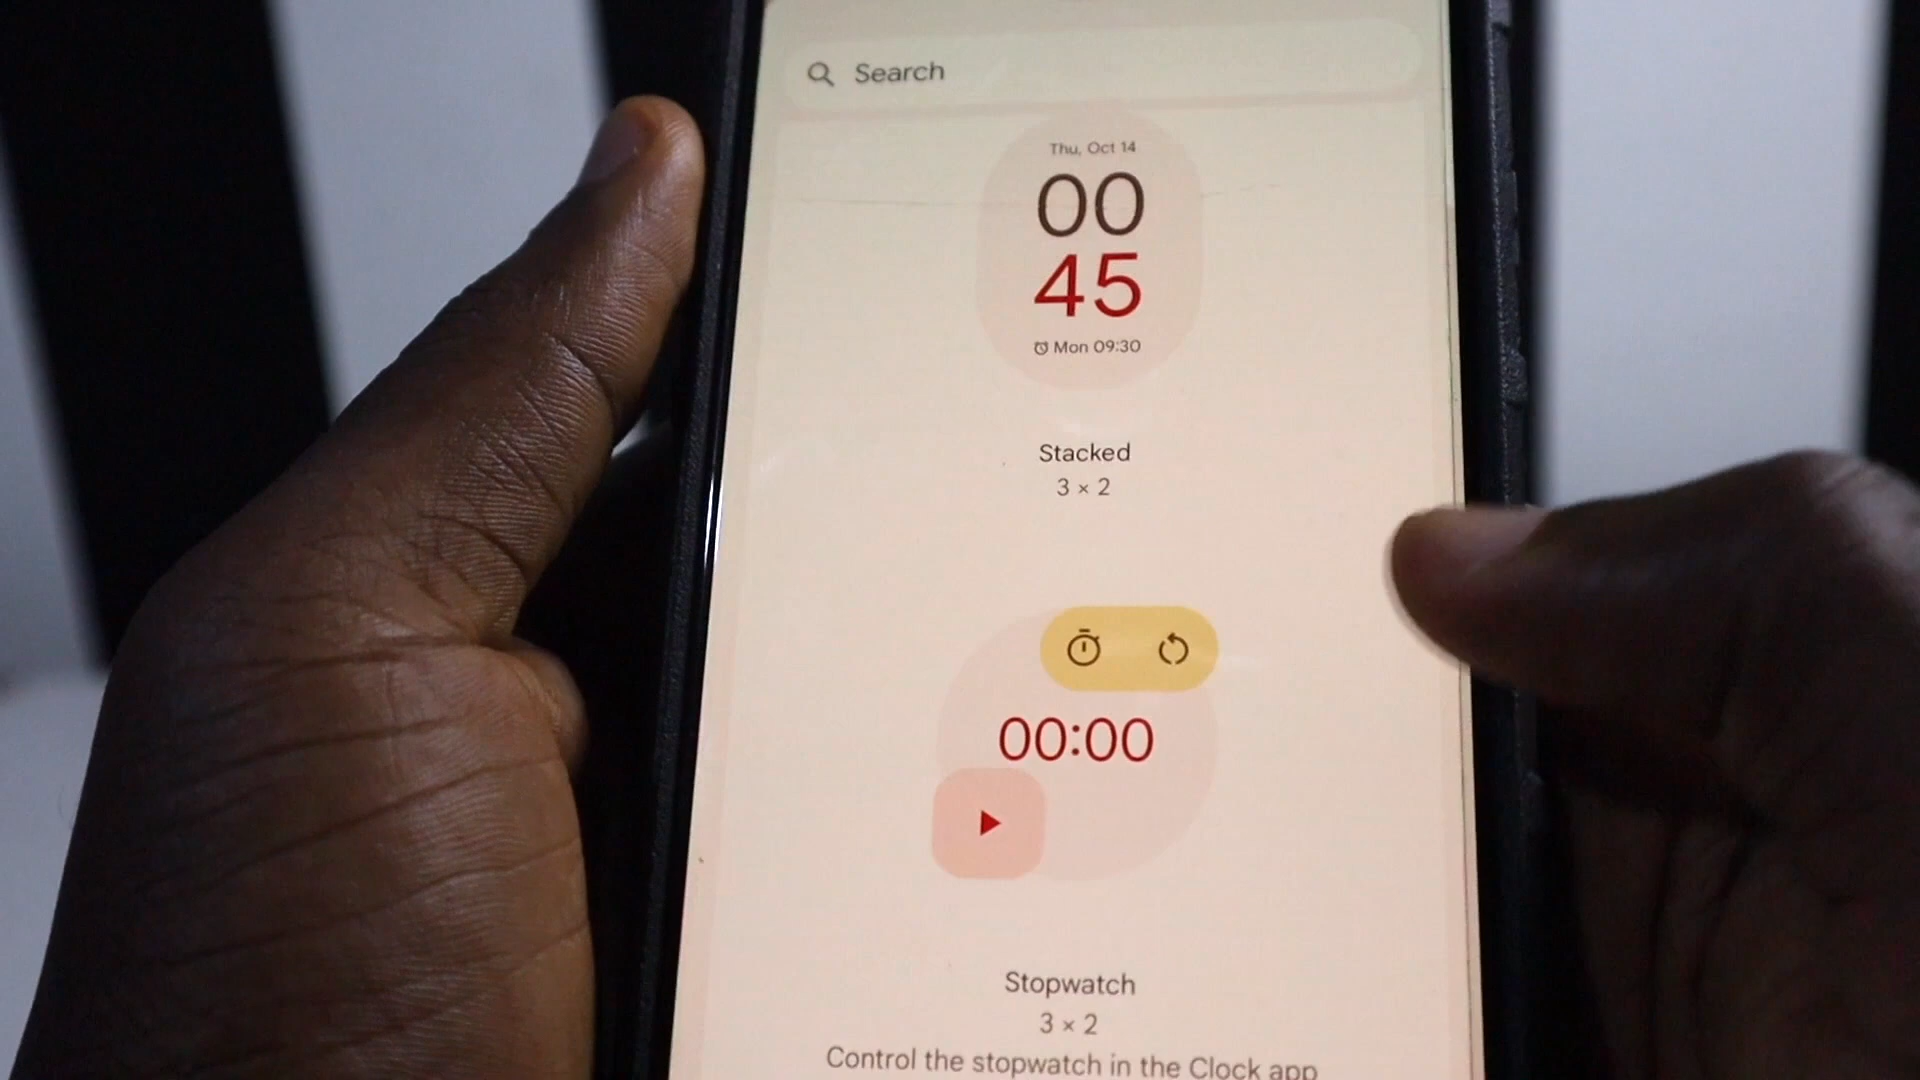 Search
Thu, Oct 14
00
45
Mon 09:30
Stacked
3 × 2
00:00
Stopwatch
3 × 2
Control the stopwatch in the Clock app